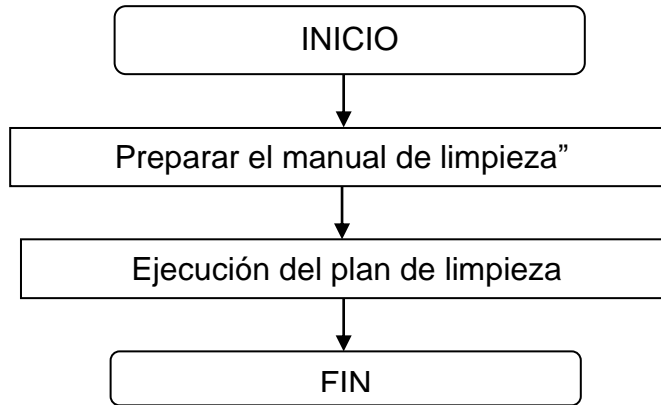 INICIO
Preparar el manual de limpieza”
Ejecución del plan de limpieza
FIN